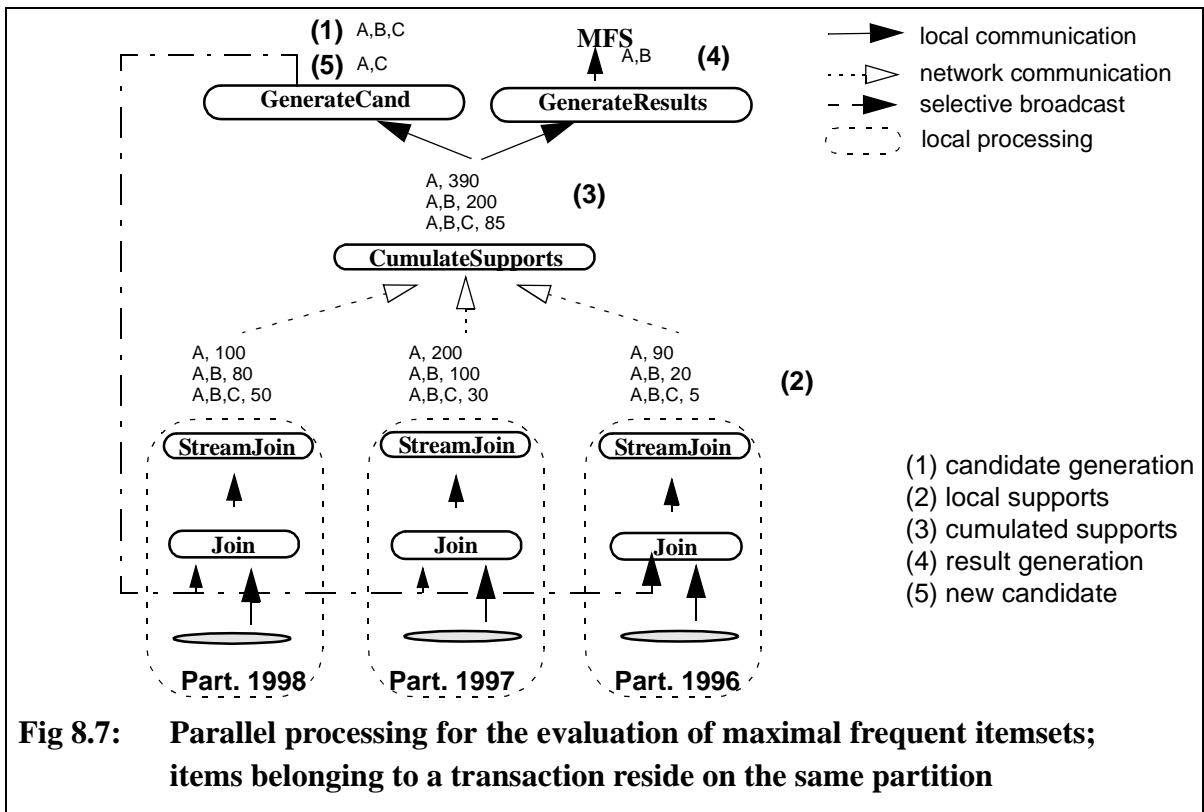 (1) A,B,C
(5) A,C
GenerateCand
MFS
A,B
(4)
GenerateResults
local communication
network communication
selective broadcast
local processing
A, 390
A,B, 200
A,B,C, 85
(3)
CumulateSupports
A, 100
A,B, 80
A,B,C, 50
A, 200
A,B, 100
A,B,C, 30
A, 90
A,B, 20
A,B,C, 5
(2)
StreamJoin
StreamJoin
StreamJoin
Join
Join
Join
Part. 1998
Part. 1997
Part. 1996
(1) candidate generation
(2) local supports
(3) cumulated supports
(4) result generation
(5) new candidate
Fig 8.7: Parallel processing for the evaluation of maximal frequent itemsets;
items belonging to a transaction reside on the same partition